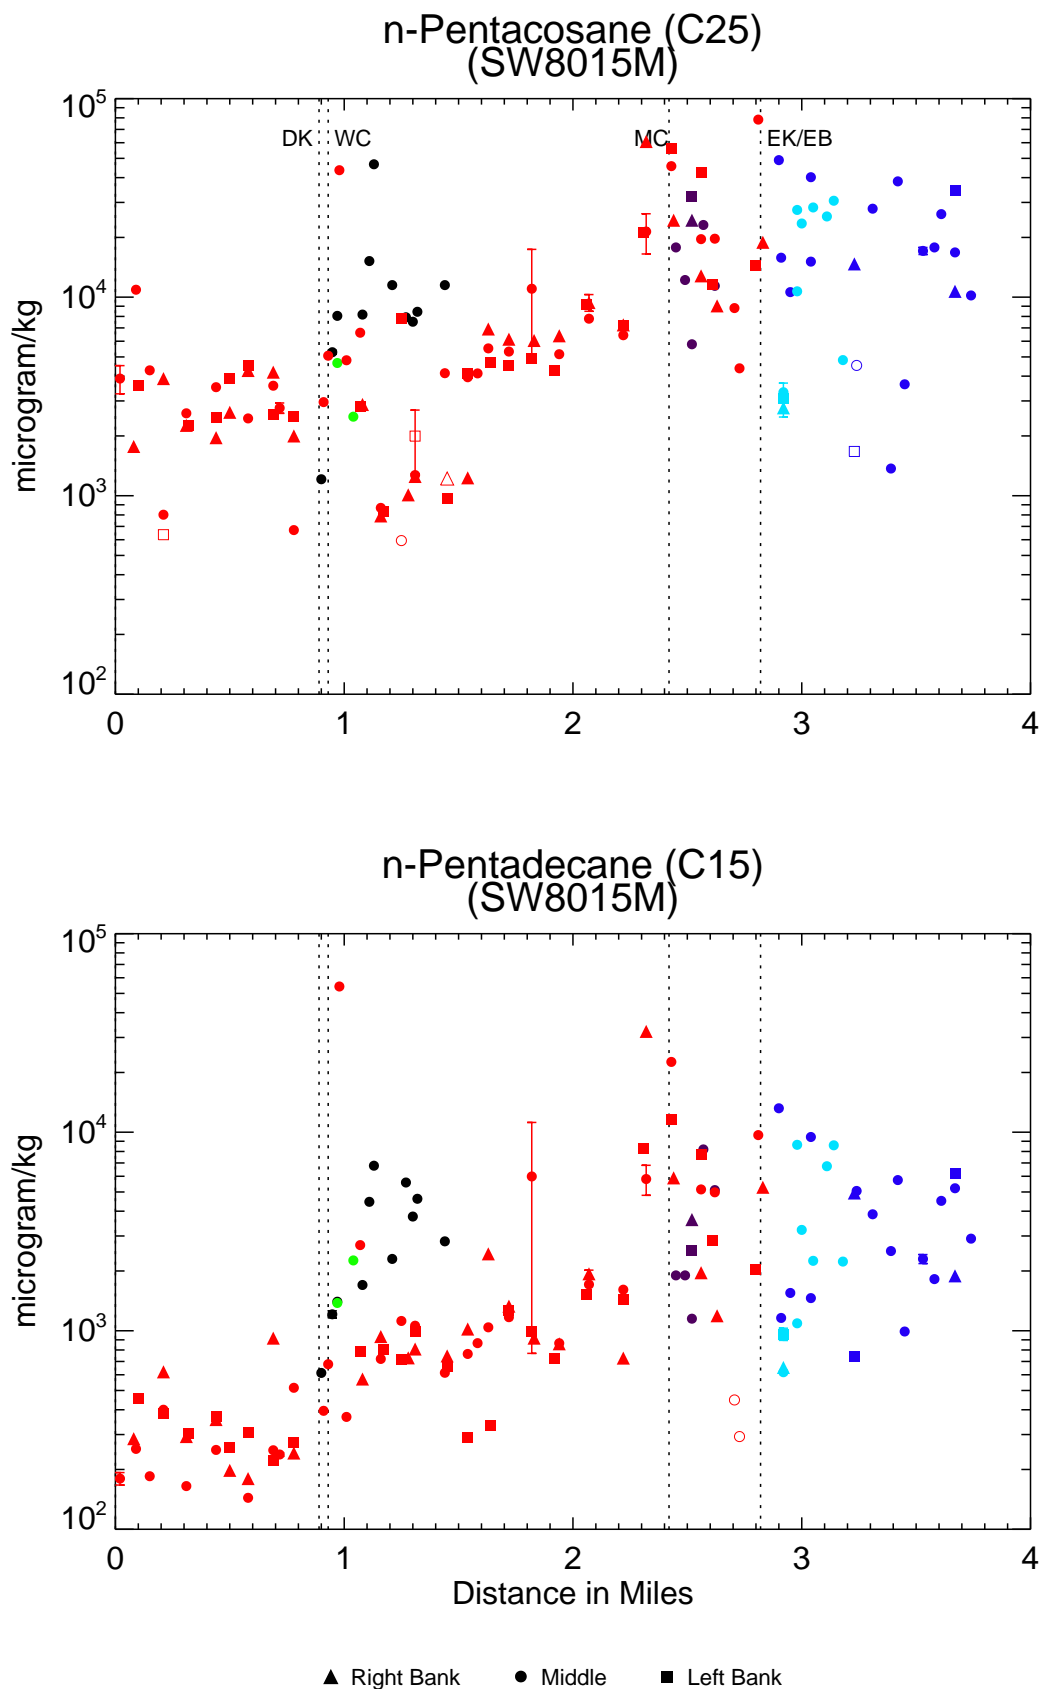 n-Pentacosane (C25)
(SW8015M)
10^5
DK WC MC EK/EB
10^4
microgram/kg
10^3
10^2
0 1 2 3 4
n-Pentadecane (C15)
(SW8015M)
10^5
10^4
microgram/kg
10^3
10^2
0 1 2 3 4
Distance in Miles
Right Bank Middle Left Bank